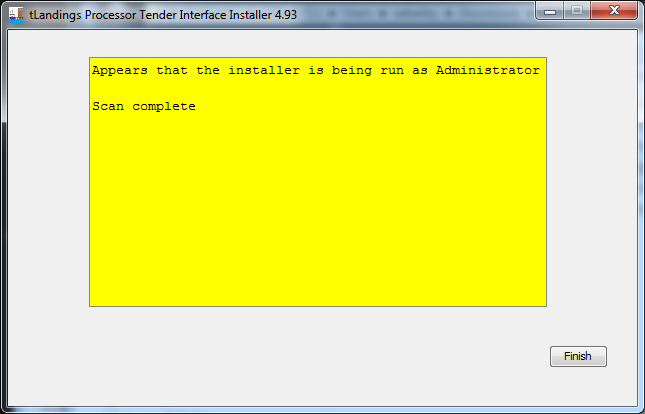 tLandings Processor Tender Interface Installer 4.93
Appears that the installer is being run as Administrator
Scan complete
Finish